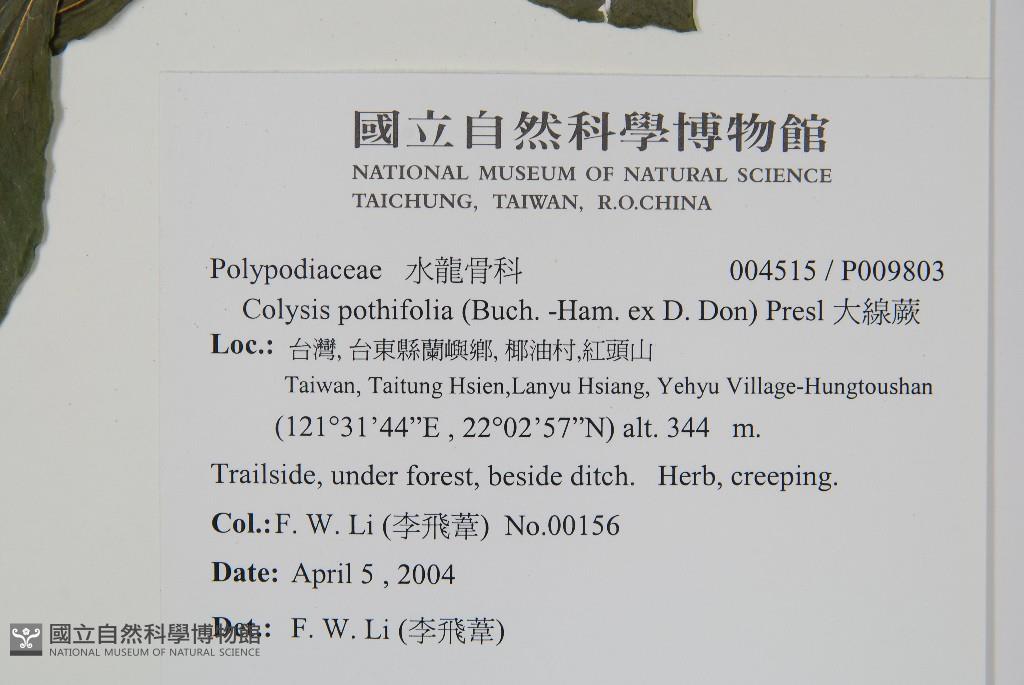 國立自然科學博物館
NATIONAL MUSEUM OF NATURAL SCIENCE
TAICHUNG, TAIWAN, R.O.CHINA
Polypodiaceae 水龍骨科 004515 / P009803
Colysis pothifolia (Buch. -Ham. ex D. Don) Presl 大線蕨
Loc.: 台灣, 台東縣蘭嶼鄉, 椰油村,紅頭山
Taiwan, Taitung Hsien,Lanyu Hsiang, Yehyu Village-Hungtoushan
(121°31’44”E , 22°02’57”N) alt. 344 m.
Trailside, under forest, beside ditch. Herb, creeping.
Col.: F. W. Li (李飛葦) No.00156
Date: April 5 , 2004
Det.: F. W. Li (李飛葦)
國立自然科學博物館
NATIONAL MUSEUM OF NATURAL SCIENCE